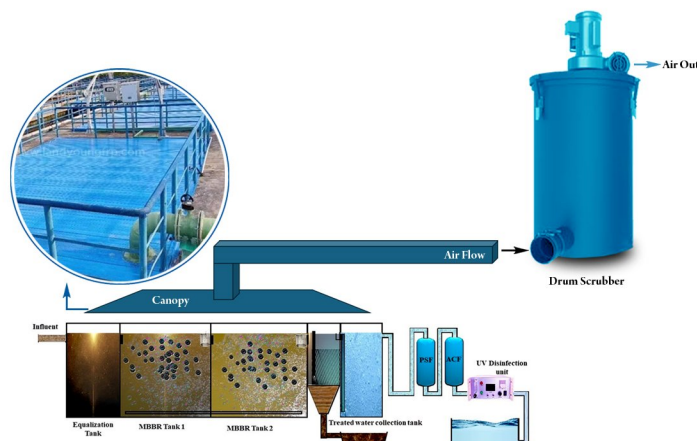 Air Out
Air Flow
Drum Scrubber
Canopy
Influent
PSF
ACF
UV Disinfection
unit
Equalization
Tank
MBBR Tank 1
MBBR Tank 2
Treated water collection tank